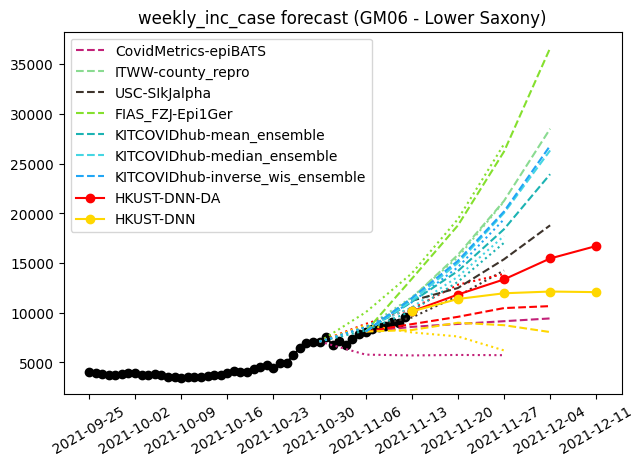 weekly_inc_case forecast (GM06 - Lower Saxony)
CovidMetrics-epiBATS
ITWW-county_repro
USC-SIkJalpha
FIAS_FZJ-Epi1Ger
KITCOVIDhub-mean_ensemble
KITCOVIDhub-median_ensemble
KITCOVIDhub-inverse_wis_ensemble
HKUST-DNN-DA
HKUST-DNN
35000
30000
25000
20000
15000
10000
5000
2021-09-25
2021-10-02
2021-10-09
2021-10-16
2021-10-23
2021-10-30
2021-11-06
2021-11-13
2021-11-20
2021-11-27
2021-12-04
2021-12-11